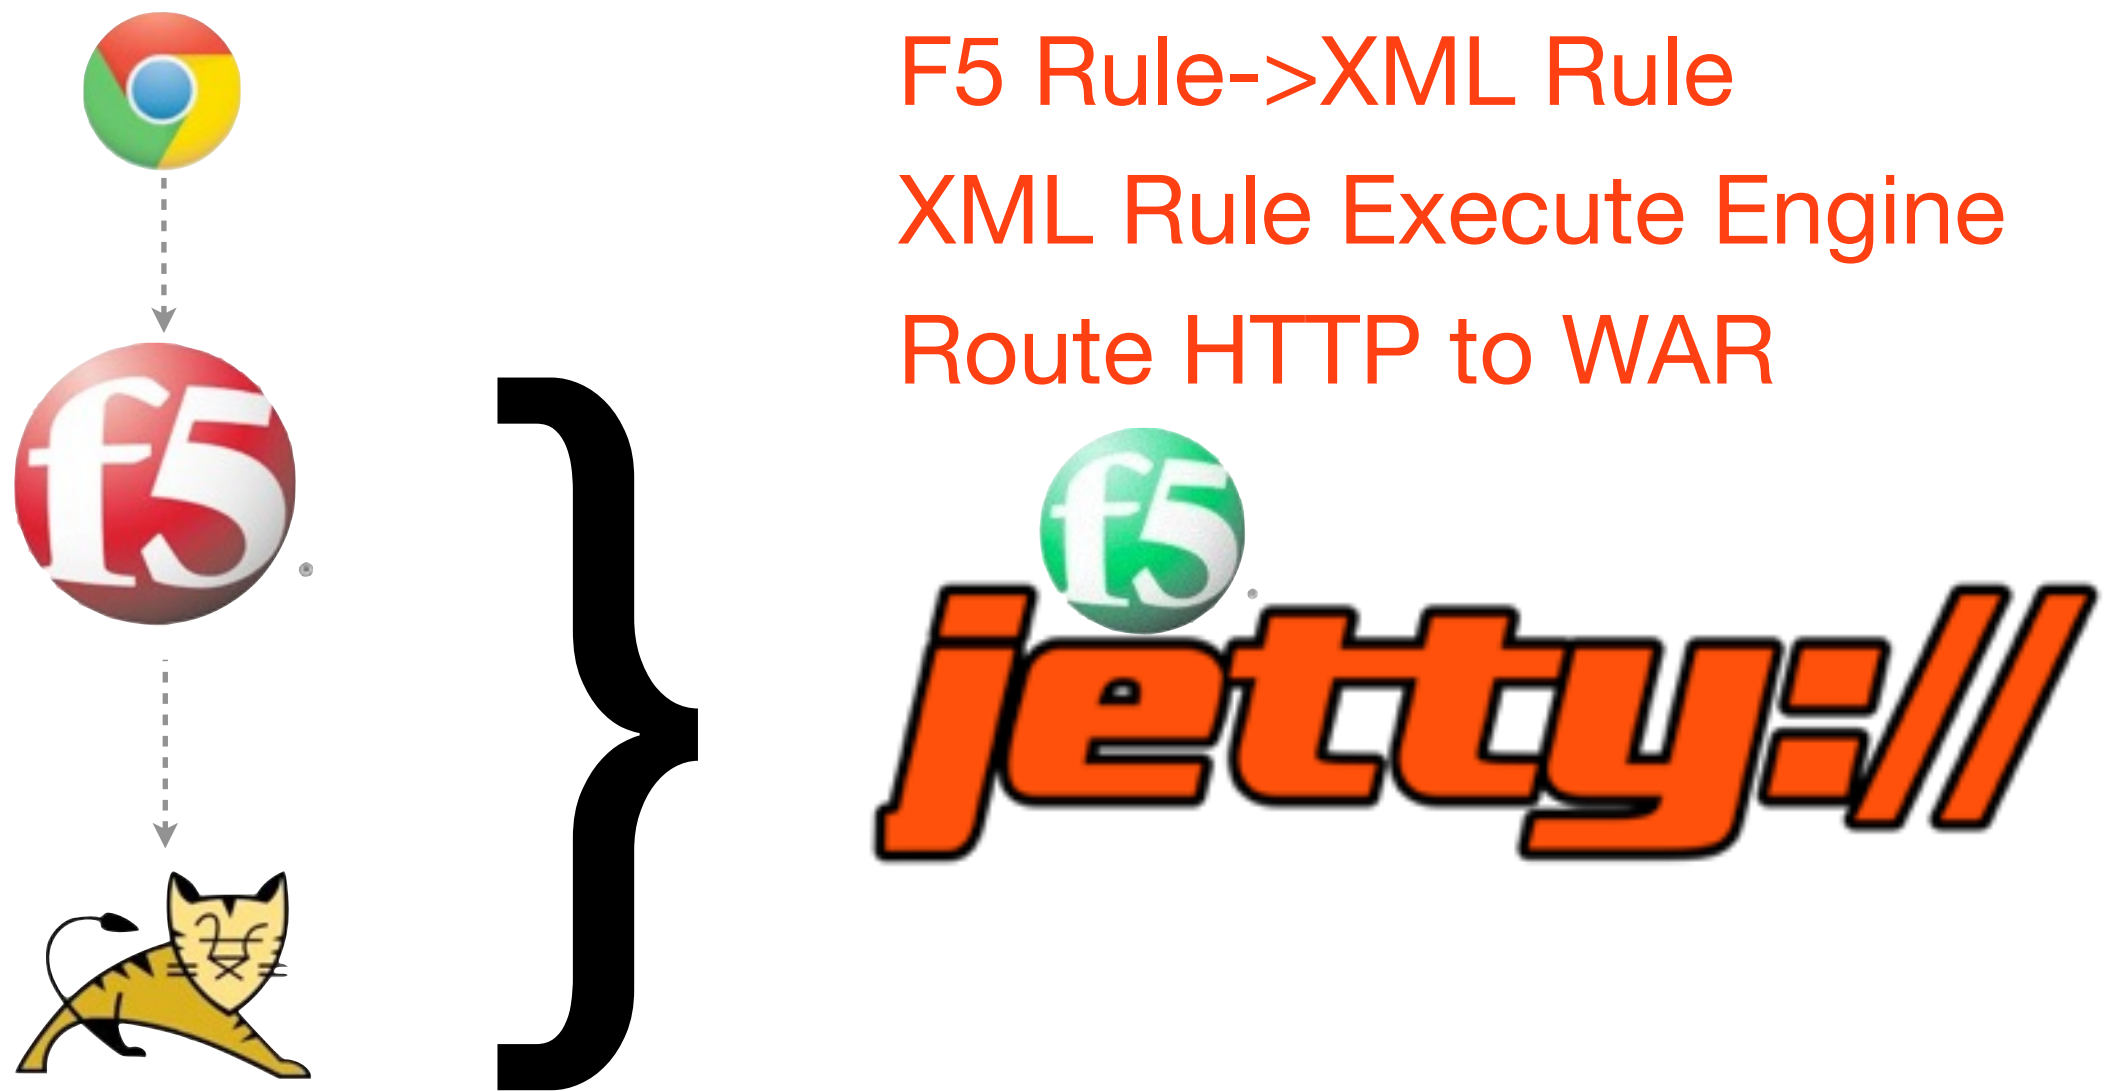 F5 Rule->XML Rule
XML Rule Execute Engine
Route HTTP to WAR
f5
}
f5
jetty://